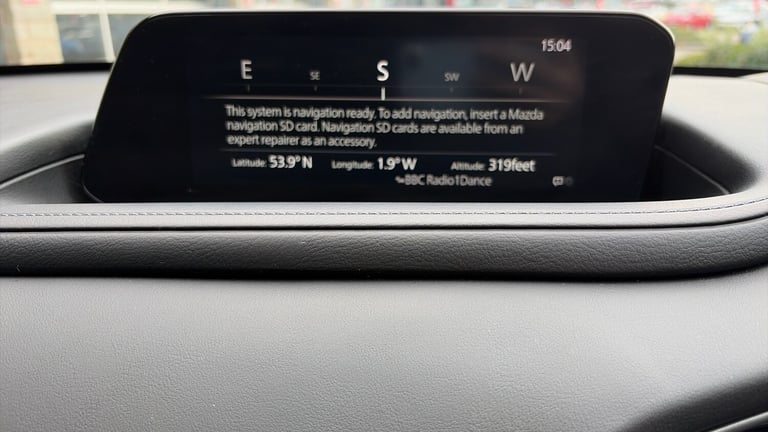 15:04
E SE S SW W
This system is navigation ready. To add navigation, insert a Mazda
navigation SD card. Navigation SD cards are available from an
expert repairer as an accessory.
Latitude: 53.9°N Longitude: 1.9°W Altitude: 319feet
BBC Radio1Dance